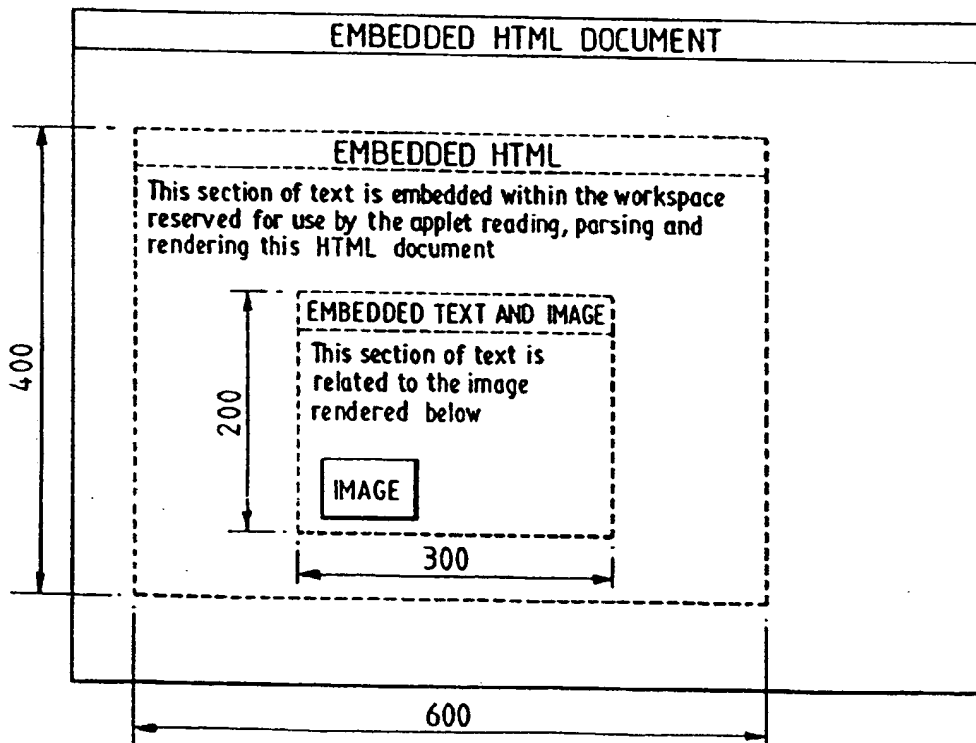 EMBEDDED HTML DOCUMENT
EMBEDDED HTML
This section of text is embedded within the workspace
reserved for use by the applet reading, parsing and
rendering this HTML document
EMBEDDED TEXT AND IMAGE
This section of text is
related to the image
rendered below
IMAGE
400
200
300
600